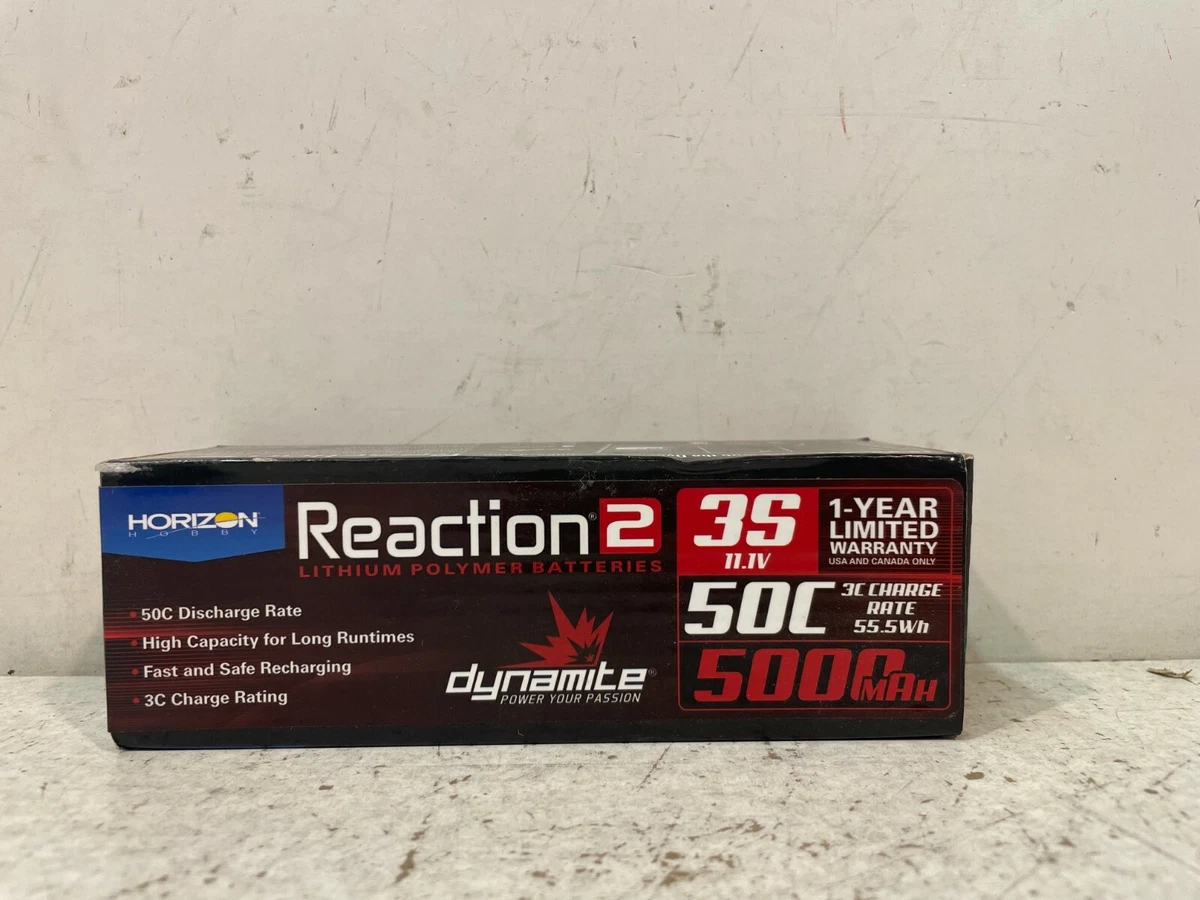 HORIZON
HOBBY
Reaction® 2
LITHIUM POLYMER BATTERIES
• 50C Discharge Rate
• High Capacity for Long Runtimes
• Fast and Safe Recharging
• 3C Charge Rating
dynamite®
POWER YOUR PASSION
3S
11.1V
1-YEAR
LIMITED
WARRANTY
USA AND CANADA ONLY
50C
3C CHARGE
RATE
55.5Wh
5000mAh